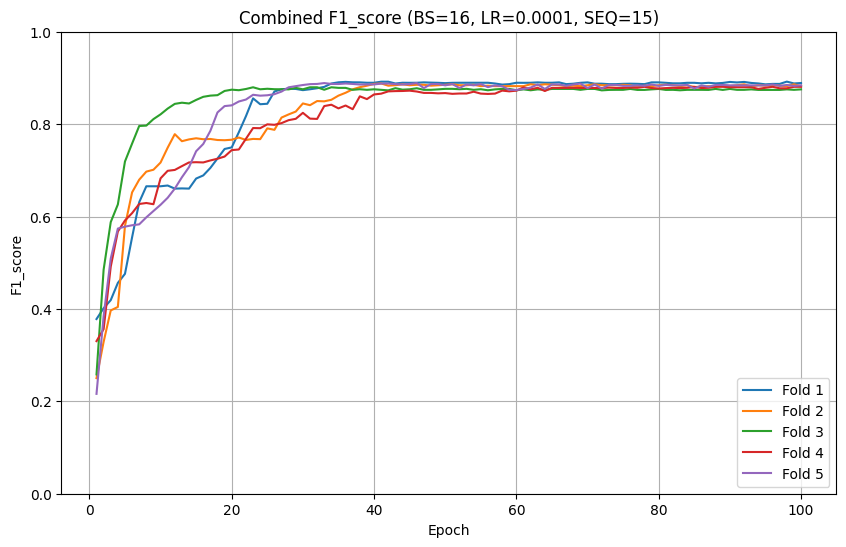 Combined F1_score (BS=16, LR=0.0001, SEQ=15)
1.0
0.8
0.6
0.4
0.2
0.0
F1_score
0 20 40 60 80 100
Epoch
Fold 1
Fold 2
Fold 3
Fold 4
Fold 5